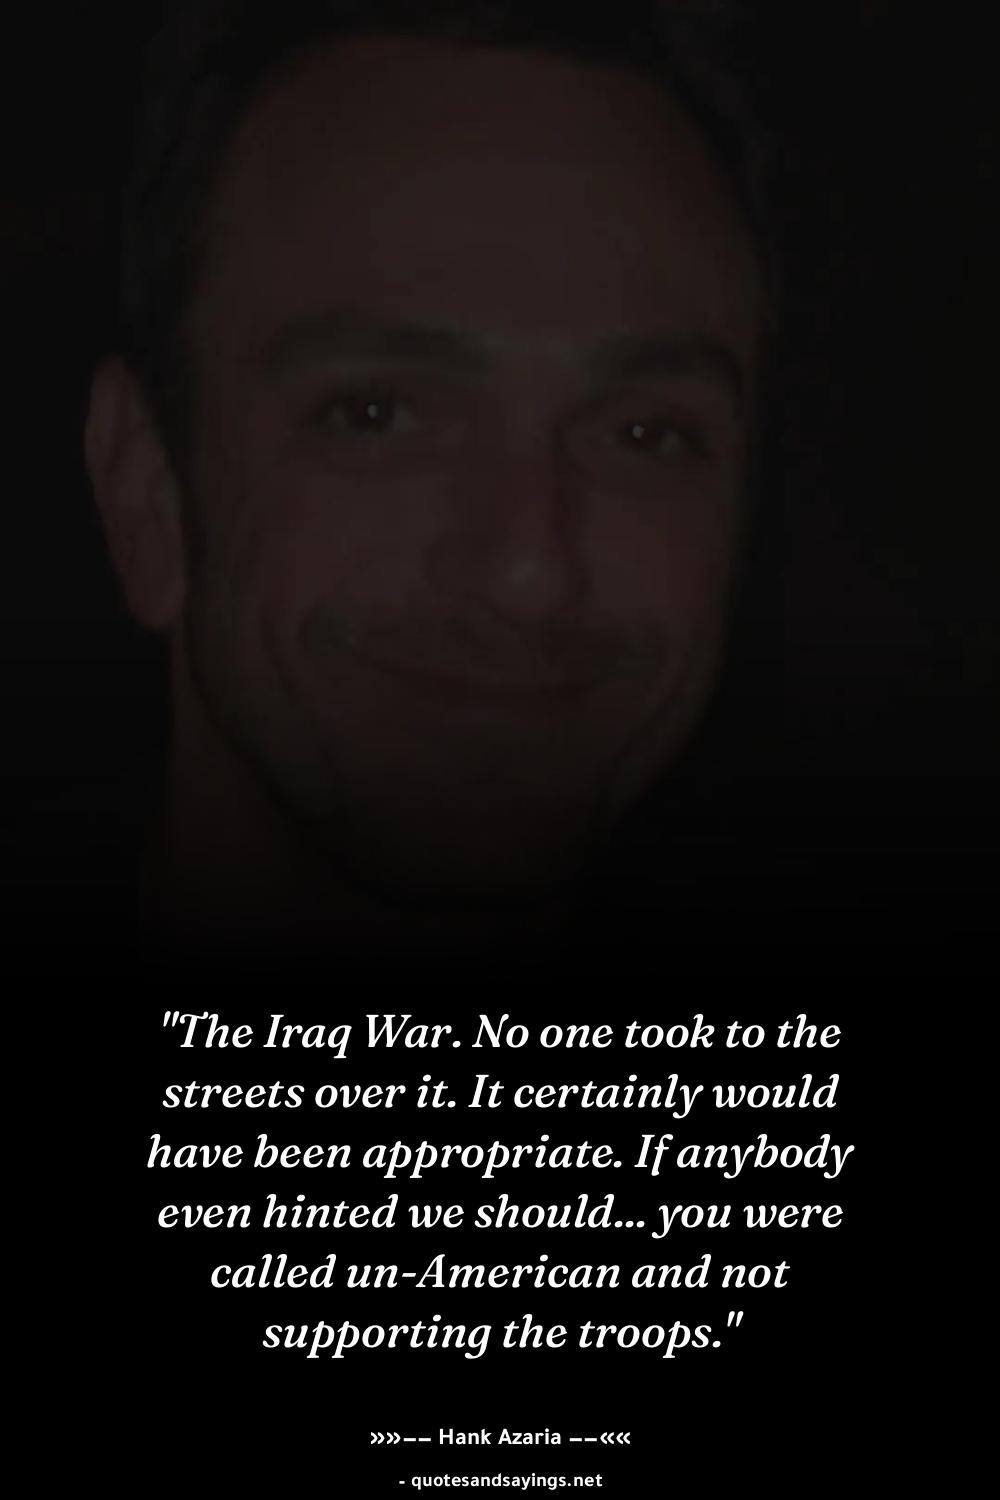 "The Iraq War. No one took to the
streets over it. It certainly would
have been appropriate. If anybody
even hinted we should... you were
called un-American and not
supporting the troops."
»»—— Hank Azaria ——««
- quotesandsayings.net